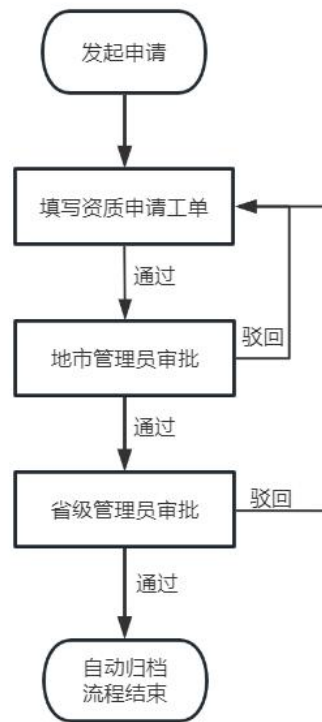 发起申请
填写资质申请工单
通过
地市管理员审批
驳回
通过
省级管理员审批
驳回
通过
自动归档
流程结束